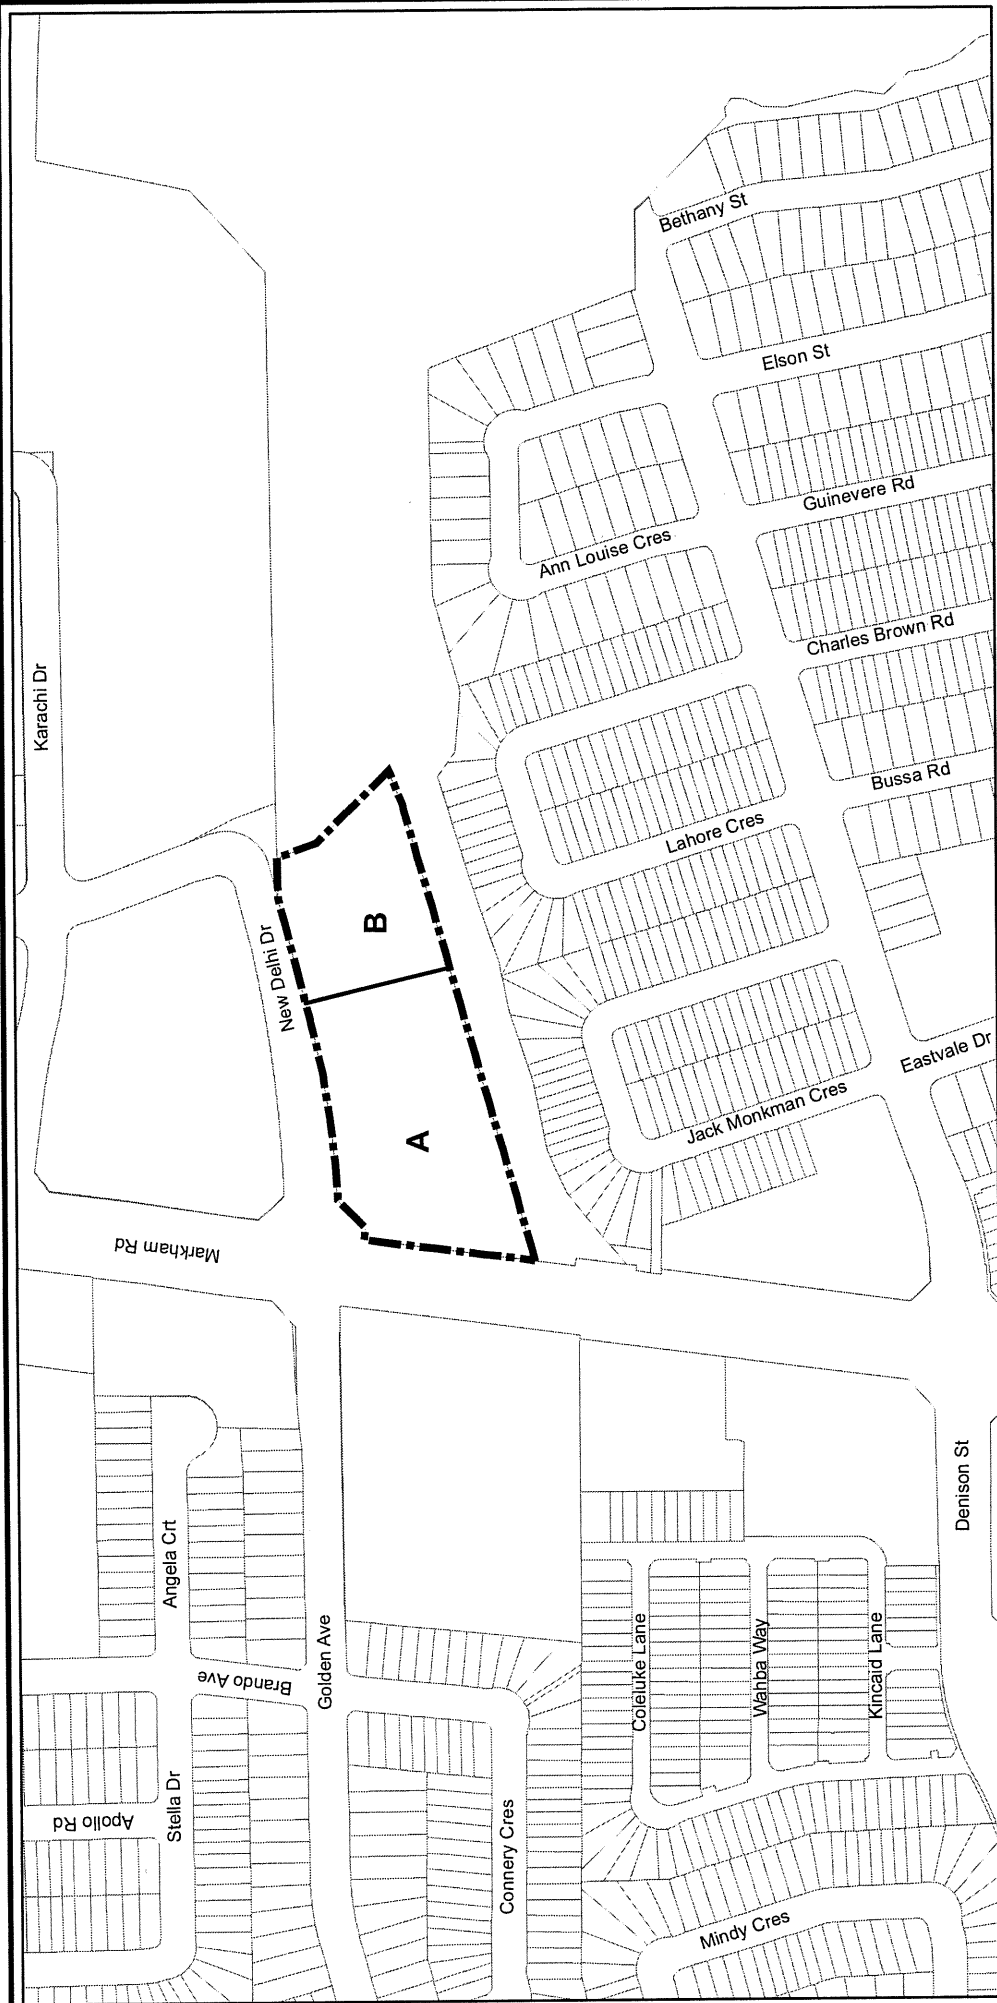 Karachi Dr
New Delhi Dr
B
A
Markham Rd
Bethany St
Elson St
Guinevere Rd
Ann Louise Cres
Charles Brown Rd
Bussa Rd
Lahore Cres
Eastvale Dr
Jack Monkman Cres
Denison St
Angela Crt
Golden Ave
Brando Ave
Apollo Rd
Stella Dr
Connery Cres
Coleluke Lane
Wahba Way
Kincaid Lane
Mindy Cres